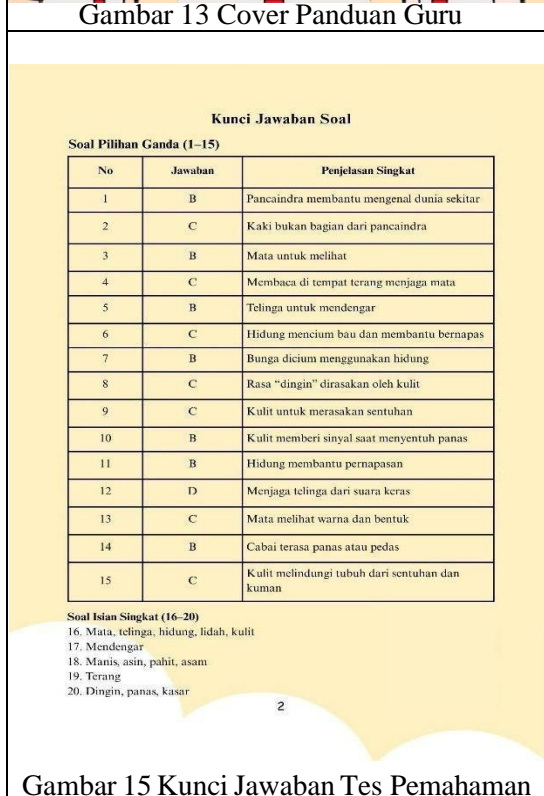 Gambar 13 Cover Panduan Guru
Kunci Jawaban Soal
Soal Pilihan Ganda (1–15)
No Jawaban Penjelasan Singkat
1 B Pancaindra membantu mengenal dunia sekitar
2 C Kaki bukan bagian dari pancaindra
3 B Mata untuk melihat
4 C Membaca di tempat terang menjaga mata
5 B Telinga untuk mendengar
6 C Hidung mencium bau dan membantu bernapas
7 B Bunga dicium menggunakan hidung
8 C Rasa “dingin” dirasakan oleh kulit
9 C Kulit untuk merasakan sentuhan
10 B Kulit memberi sinyal saat menyentuh panas
11 B Hidung membantu pernapasan
12 D Menjaga telinga dari suara keras
13 C Mata melihat warna dan bentuk
14 B Cabai terasa panas atau pedas
15 C Kulit melindungi tubuh dari sentuhan dan
kuman
Soal Isian Singkat (16–20)
16. Mata, telinga, hidung, lidah, kulit
17. Mendengar
18. Manis, asin, pahit, asam
19. Terang
20. Dingin, panas, kasar
2
Gambar 15 Kunci Jawaban Tes Pemahaman